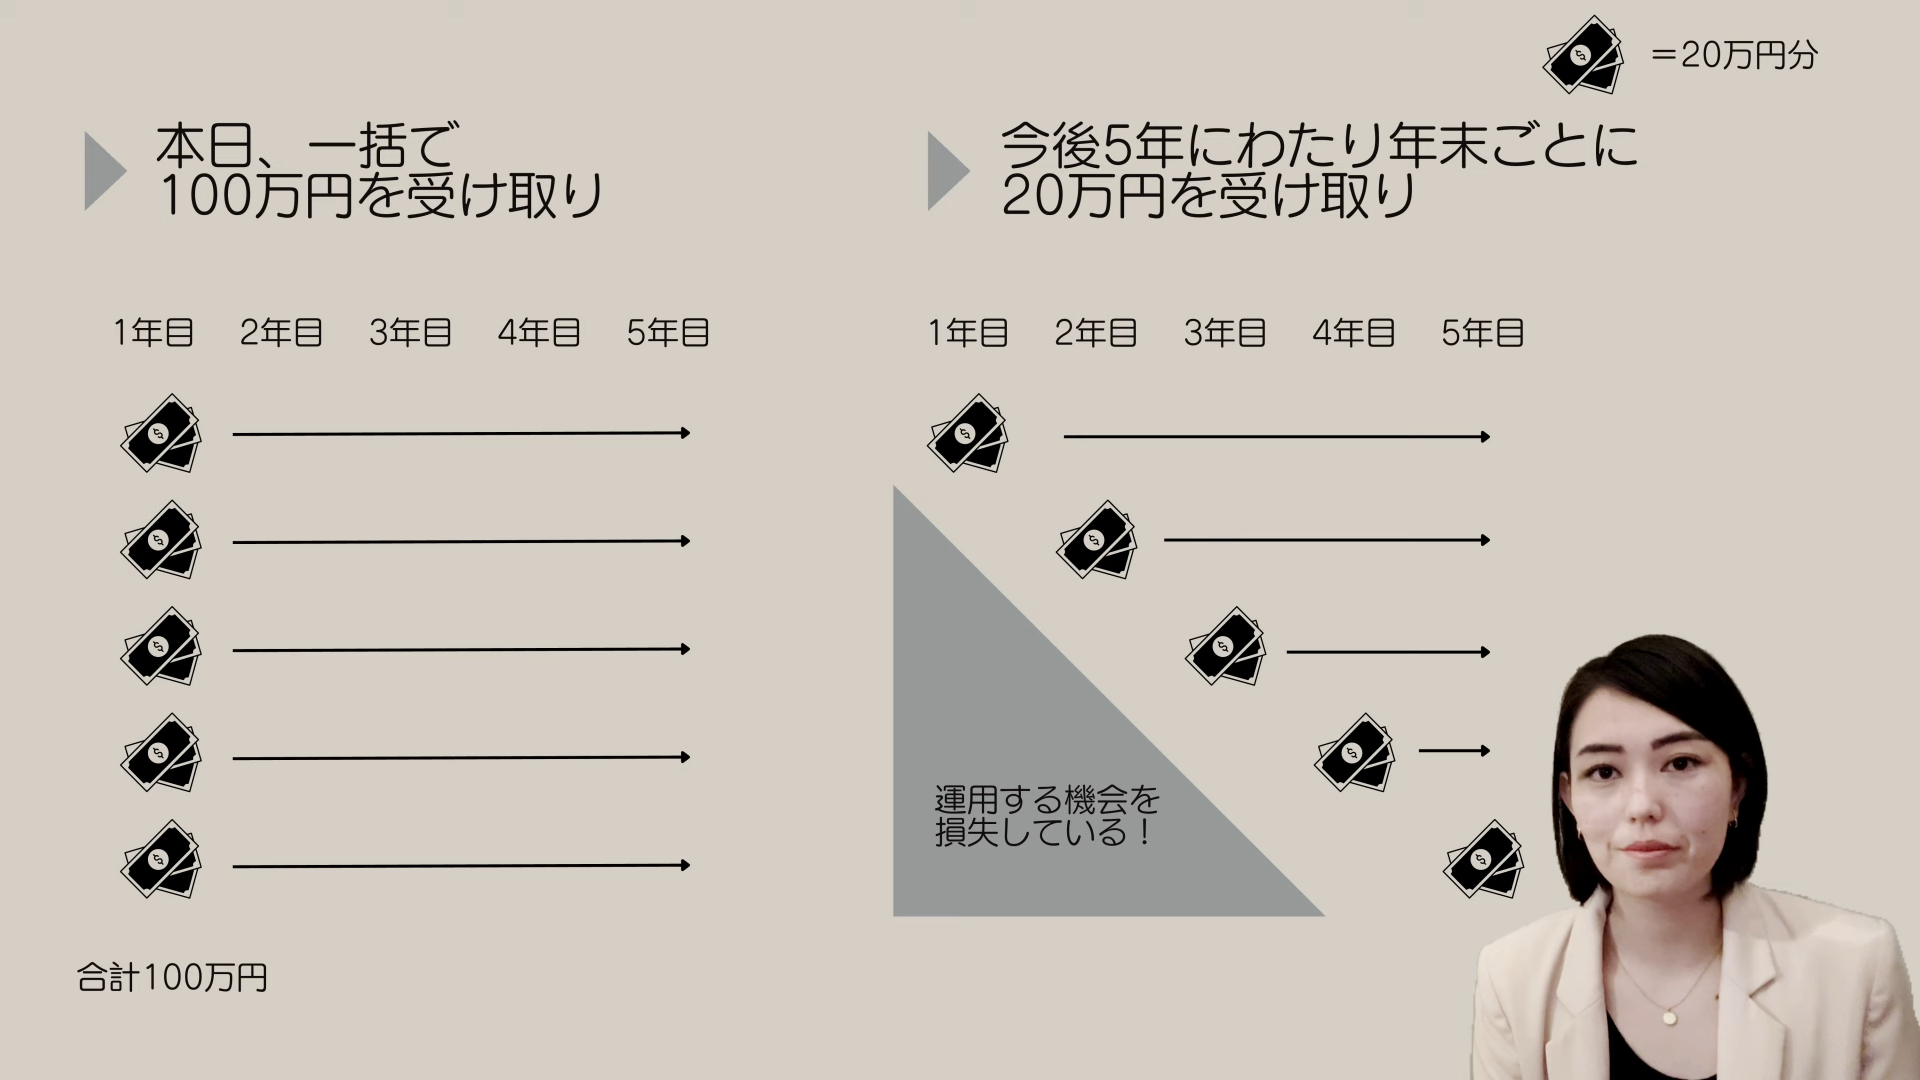 ＝20万円分
本日、一括で
100万円を受け取り
今後5年にわたり年末ごとに
20万円を受け取り
1年目 2年目 3年目 4年目 5年目
1年目 2年目 3年目 4年目 5年目
運用する機会を
損失している！
合計100万円